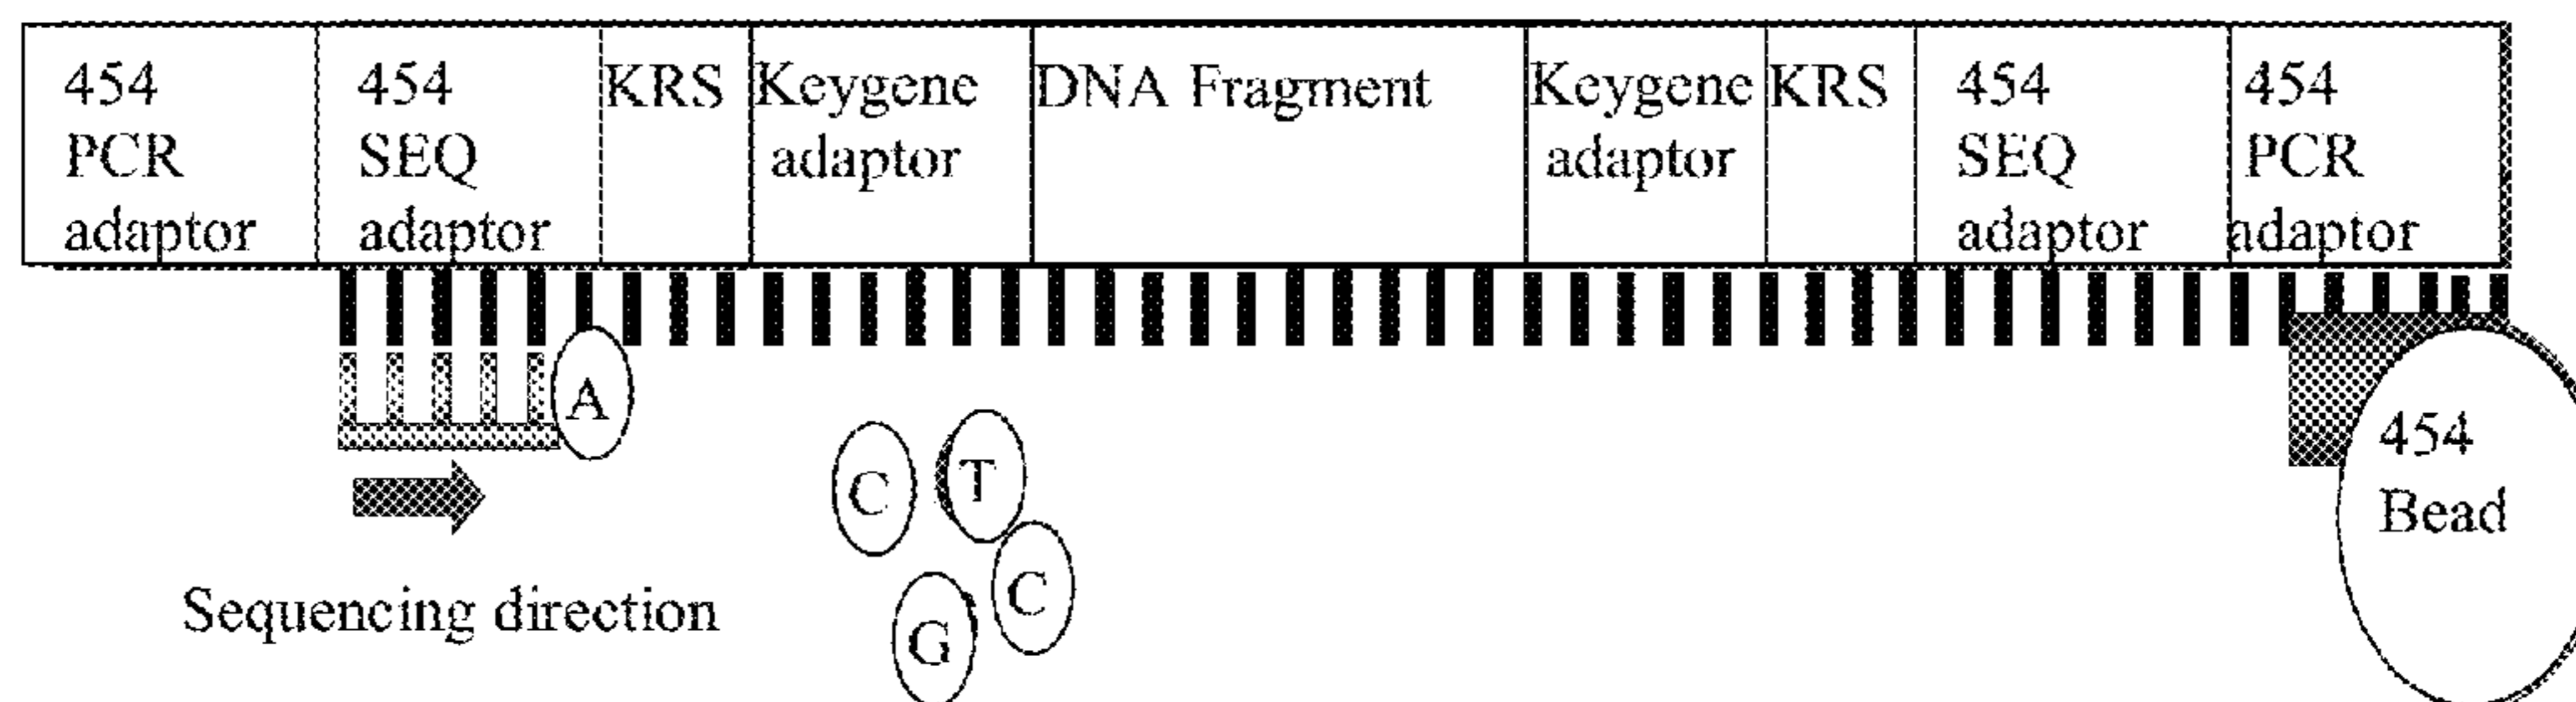 454
PCR
adaptor
454
SEQ
adaptor
KRS
Keygene
adaptor
DNA Fragment
Keygene
adaptor
KRS
454
SEQ
adaptor
454
PCR
adaptor
A
C
T
C
G
454
Bead
Sequencing direction